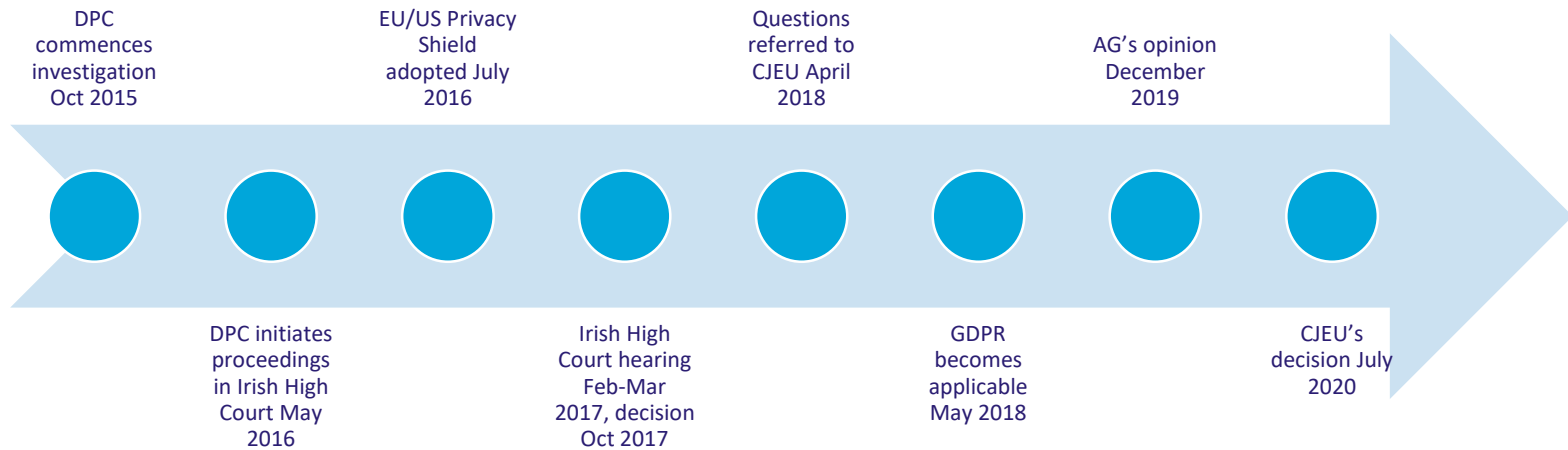 DPC
commences
investigation
Oct 2015
DPC initiates
proceedings
in Irish High
Court May
2016
EU/US Privacy
Shield
adopted July
2016
Irish High
Court hearing
Feb-Mar
2017, decision
Oct 2017
Questions
referred to
CJEU April
2018
GDPR
becomes
applicable
May 2018
AG’s opinion
December
2019
CJEU’s
decision July
2020